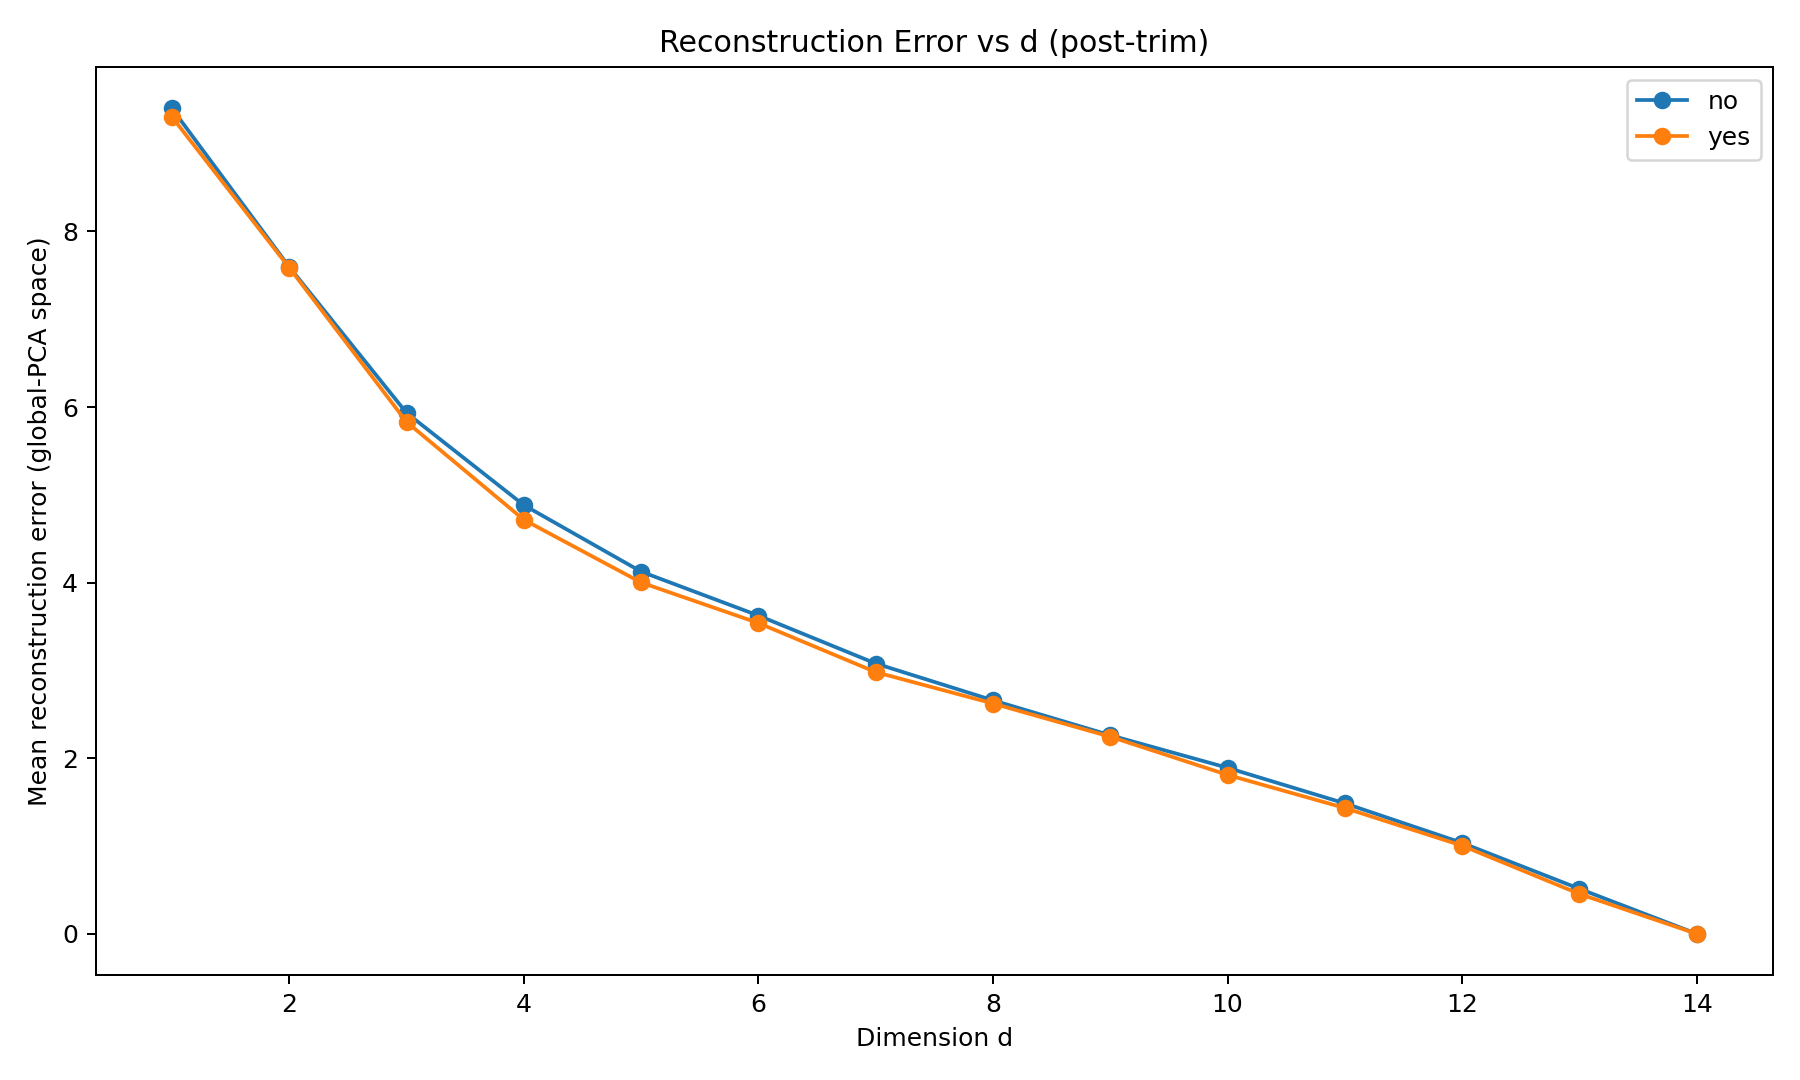 Reconstruction Error vs d (post-trim)
no
yes
Mean reconstruction error (global-PCA space)
8
6
4
2
0
2
4
6
8
10
12
14
Dimension d